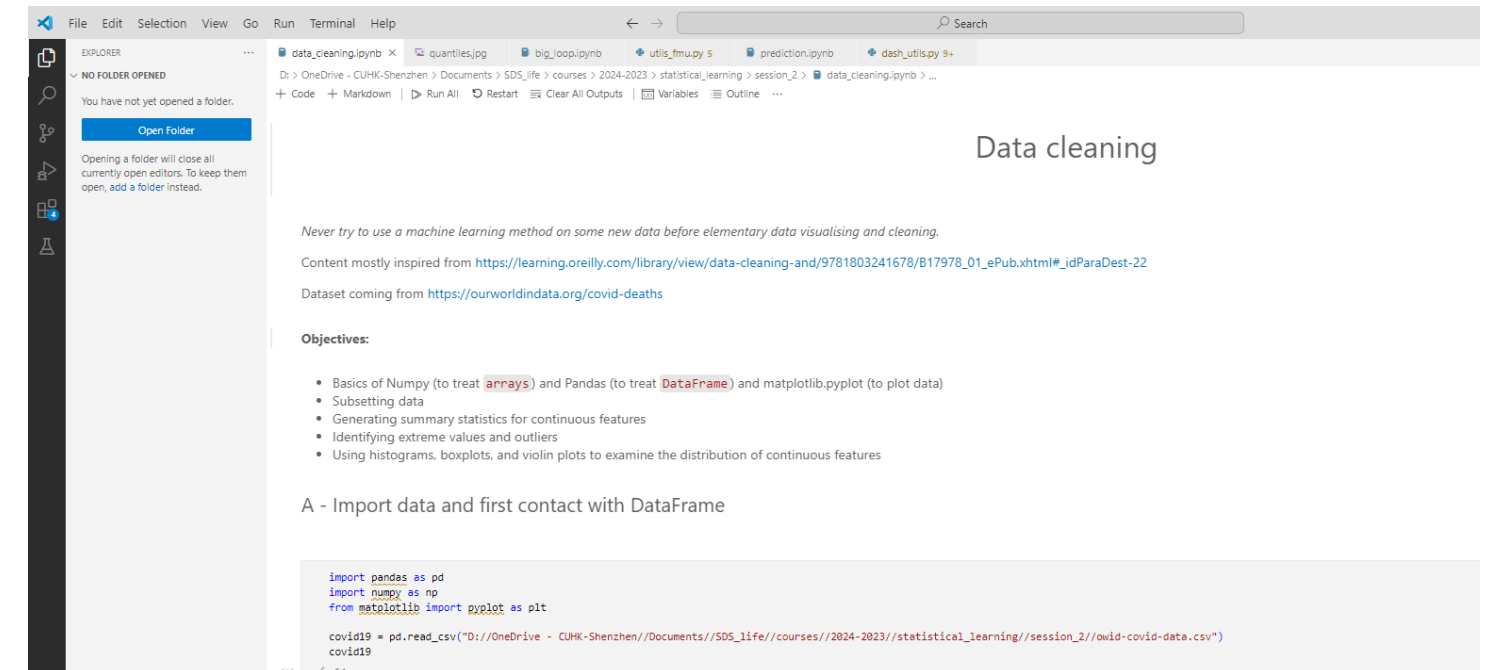 File Edit Selection View Go Run Terminal Help
Search
EXPLORER ...
NO FOLDER OPENED
You have not yet opened a folder.
Open Folder
Opening a folder will close all
currently open editors. To keep them
open, add a folder instead.
4
data_cleaning.ipynb quantiles.jpg big_loop.ipynb utils_fmu.py 5 prediction.ipynb dash_utils.py 9+
D: > OneDrive - CUHK-Shenzhen > Documents > SDS_life > courses > 2024-2023 > statistical_learning > session_2 > data_cleaning.ipynb > ...
+ Code + Markdown | Run All Restart Clear All Outputs | Variables Outline ...
Data cleaning
Never try to use a machine learning method on some new data before elementary data visualising and cleaning.
Content mostly inspired from https://learning.oreilly.com/library/view/data-cleaning-and/9781803241678/B17978_01_ePub.xhtml#_idParaDest-22
Dataset coming from https://ourworldindata.org/covid-deaths
Objectives:
• Basics of Numpy (to treat arrays) and Pandas (to treat DataFrame) and matplotlib.pyplot (to plot data)
• Subsetting data
• Generating summary statistics for continuous features
• Identifying extreme values and outliers
• Using histograms, boxplots, and violin plots to examine the distribution of continuous features
A - Import data and first contact with DataFrame
import pandas as pd
import numpy as np
from matplotlib import pyplot as plt
covid19 = pd.read_csv("D://OneDrive - CUHK-Shenzhen//Documents//SDS_life//courses//2024-2023//statistical_learning//session_2//owid-covid-data.csv")
covid19